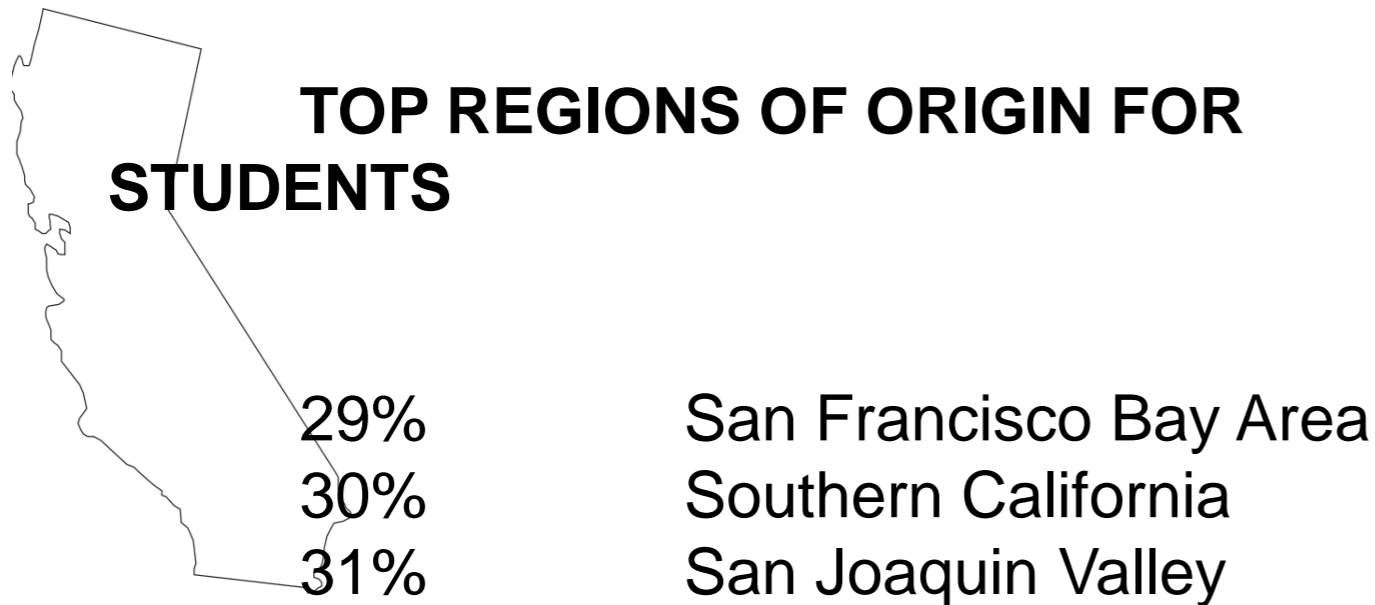 TOP REGIONS OF ORIGIN FOR
STUDENTS
29% San Francisco Bay Area
30% Southern California
31% San Joaquin Valley